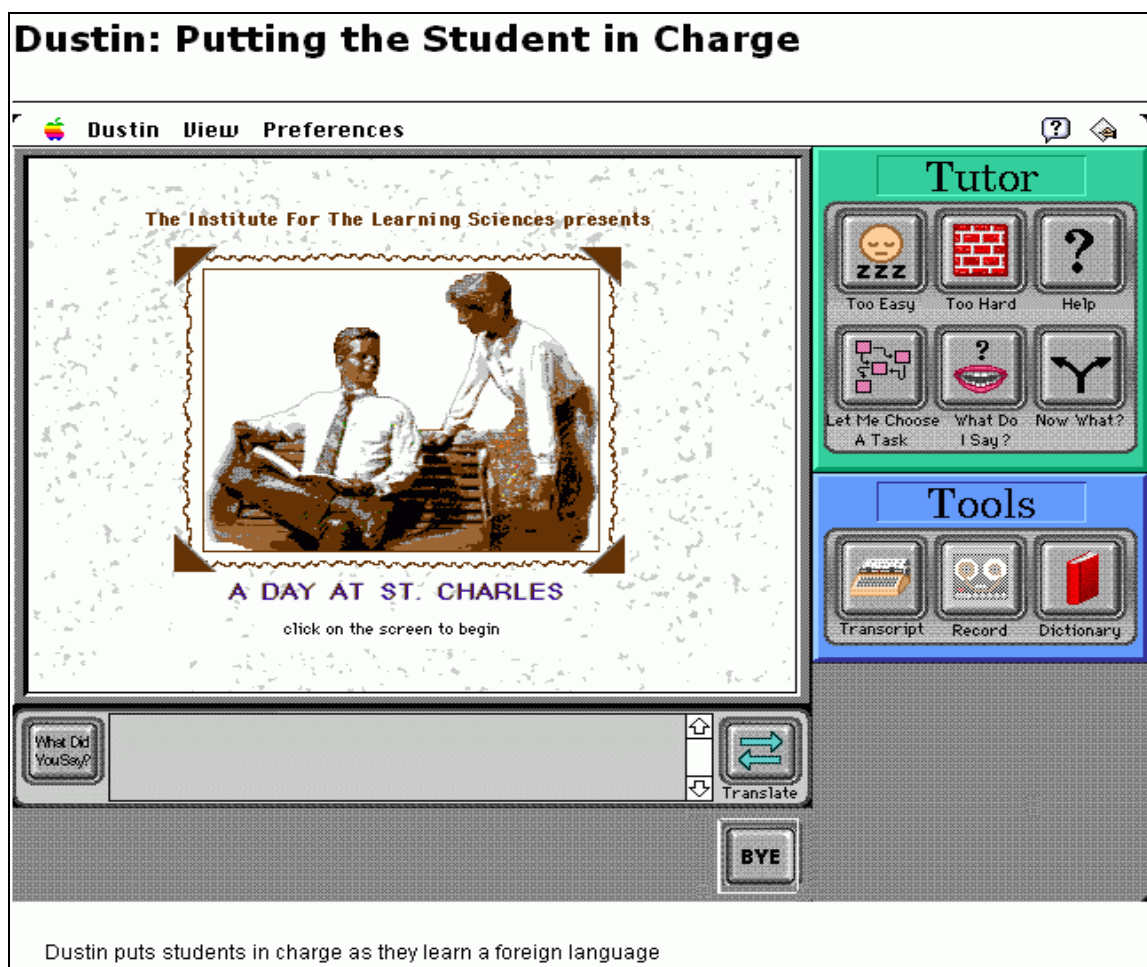 Dustin: Putting the Student in Charge
Dustin View Preferences
The Institute For The Learning Sciences presents
A DAY AT ST. CHARLES
click on the screen to begin
Tutor
zzz
Too Easy Too Hard Help
Let Me Choose
A Task
What Do
I Say?
Now What?
Tools
Transcript Record Dictionary
What Did
You Say?
Translate
BYE
Dustin puts students in charge as they learn a foreign language